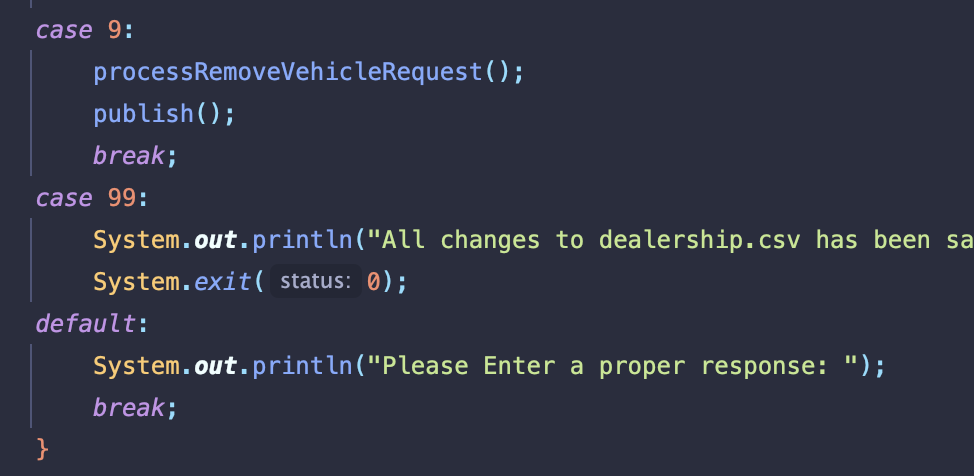 case 9:
processRemoveVehicleRequest();
publish();
break;
case 99:
System.out.println("All changes to dealership.csv has been
System.exit( status: 0);
default:
System.out.println("Please Enter a proper response: ");
break;
}